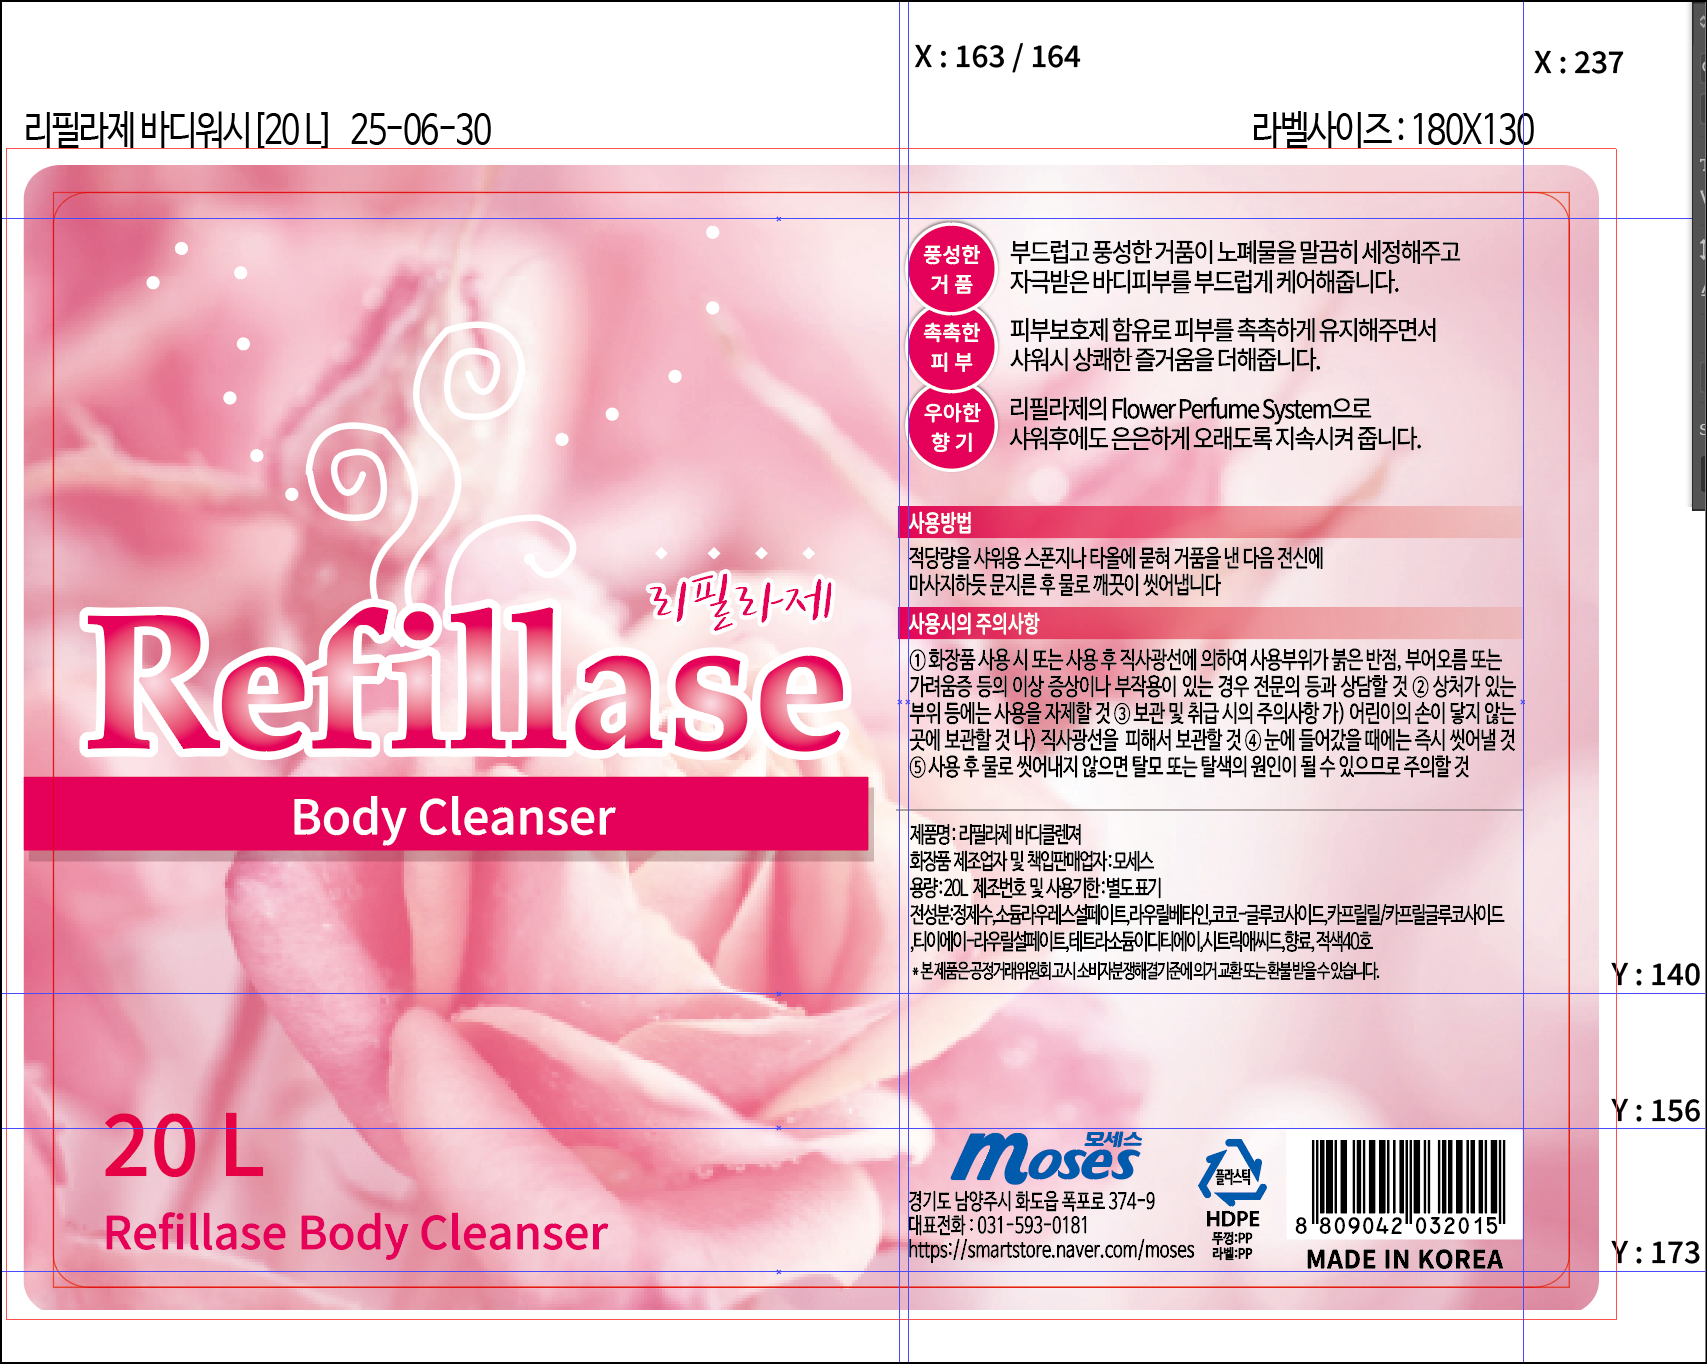 X : 163 / 164
X : 237
리필라제 바디워시 [20 L] 25-06-30
라벨사이즈 : 180X130
풍성한
거 품
부드럽고 풍성한 거품이 노폐물을 말끔히 세정해주고
자극받은 바디피부를 부드럽게 케어해줍니다.
촉촉한
피 부
피부보호제 함유로 피부를 촉촉하게 유지해주면서
샤워시 상쾌한 즐거움을 더해줍니다.
우아한
향 기
리필라제의 Flower Perfume System으로
샤워후에도 은은하게 오래도록 지속시켜 줍니다.
리필라제
Refillase
Body Cleanser
20 L
Refillase Body Cleanser
사용방법
적당량을 샤워용 스폰지나 타올에 묻혀 거품을 낸 다음 전신에
마사지하듯 문지른 후 물로 깨끗이 씻어냅니다
사용시의 주의사항
① 화장품 사용 시 또는 사용 후 직사광선에 의하여 사용부위가 붉은 반점, 부어오름 또는
가려움증 등의 이상 증상이나 부작용이 있는 경우 전문의 등과 상담할 것 ② 상처가 있는
부위 등에는 사용을 자제할 것 ③ 보관 및 취급 시의 주의사항 가) 어린이의 손이 닿지 않는
곳에 보관할 것 나) 직사광선을 피해서 보관할 것 ④ 눈에 들어갔을 때에는 즉시 씻어낼 것
⑤ 사용 후 물로 씻어내지 않으면 탈모 또는 탈색의 원인이 될 수 있으므로 주의할 것
제품명 : 리필라제 바디클렌져
화장품 제조업자 및 책임판매업자 : 모세스
용량 : 20L 제조번호 및 사용기한 : 별도 표기
전성분:정제수,소듐라우레스설페이트,라우릴베타인,코코-글루코사이드,카프릴릴/카프릴글루코사이드
,티이에이-라우릴설페이트,테트라소듐이디티에이,시트릭애씨드,향료, 적색40호
* 본 제품은 공정거래위원회 고시 소비자분쟁해결기준에 의거 교환 또는 환불 받을 수 있습니다.
Y : 140
Y : 156
Y : 173
모세스
moses
경기도 남양주시 화도읍 폭포로 374-9
대표전화 : 031-593-0181
https://smartstore.naver.com/moses
플라스틱
HDPE
뚜껑:PP
라벨:PP
8 809042 032015
MADE IN KOREA